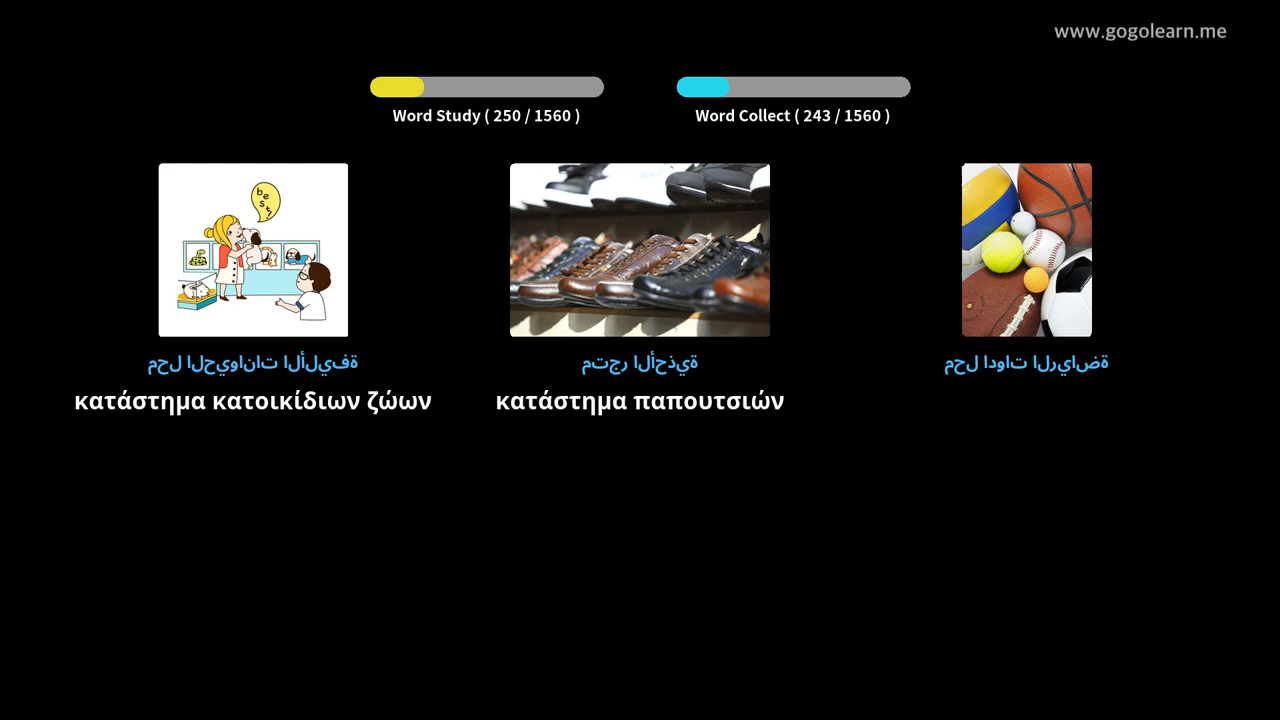 www.gogolearn.me
Word Study ( 250 / 1560 )
Word Collect ( 243 / 1560 )
best!
محل الحيوانات الأليفة
κατάστημα κατοικίδιων ζώων
متجر الأحذية
κατάστημα παπουτσιών
محل ادوات الرياضة